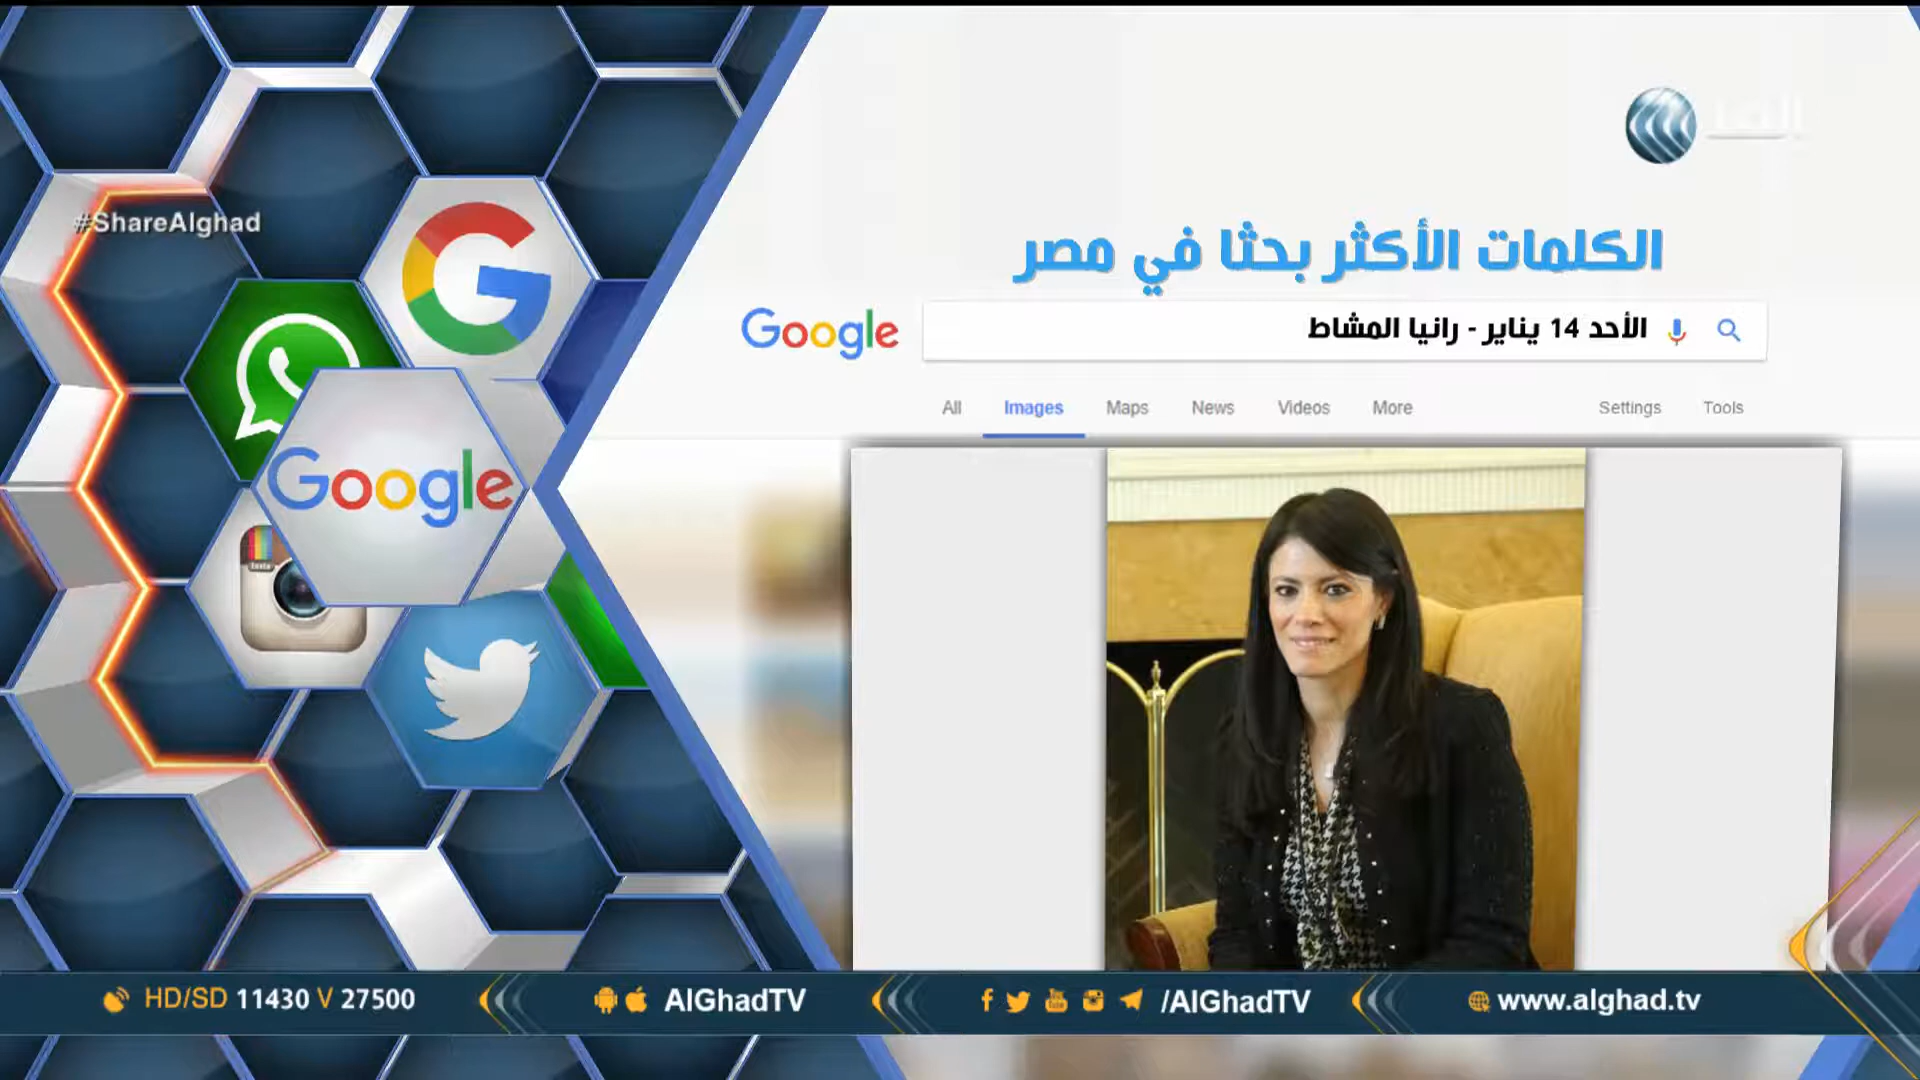 الغد
#ShareAlghad
الكلمات الأكثر بحثا في مصر
Google
الأحد 14 يناير - رانيا المشاط
All Images Maps News Videos More Settings Tools
Google
HD/SD 11430 V 27500
AlGhadTV
/AlGhadTV
www.alghad.tv